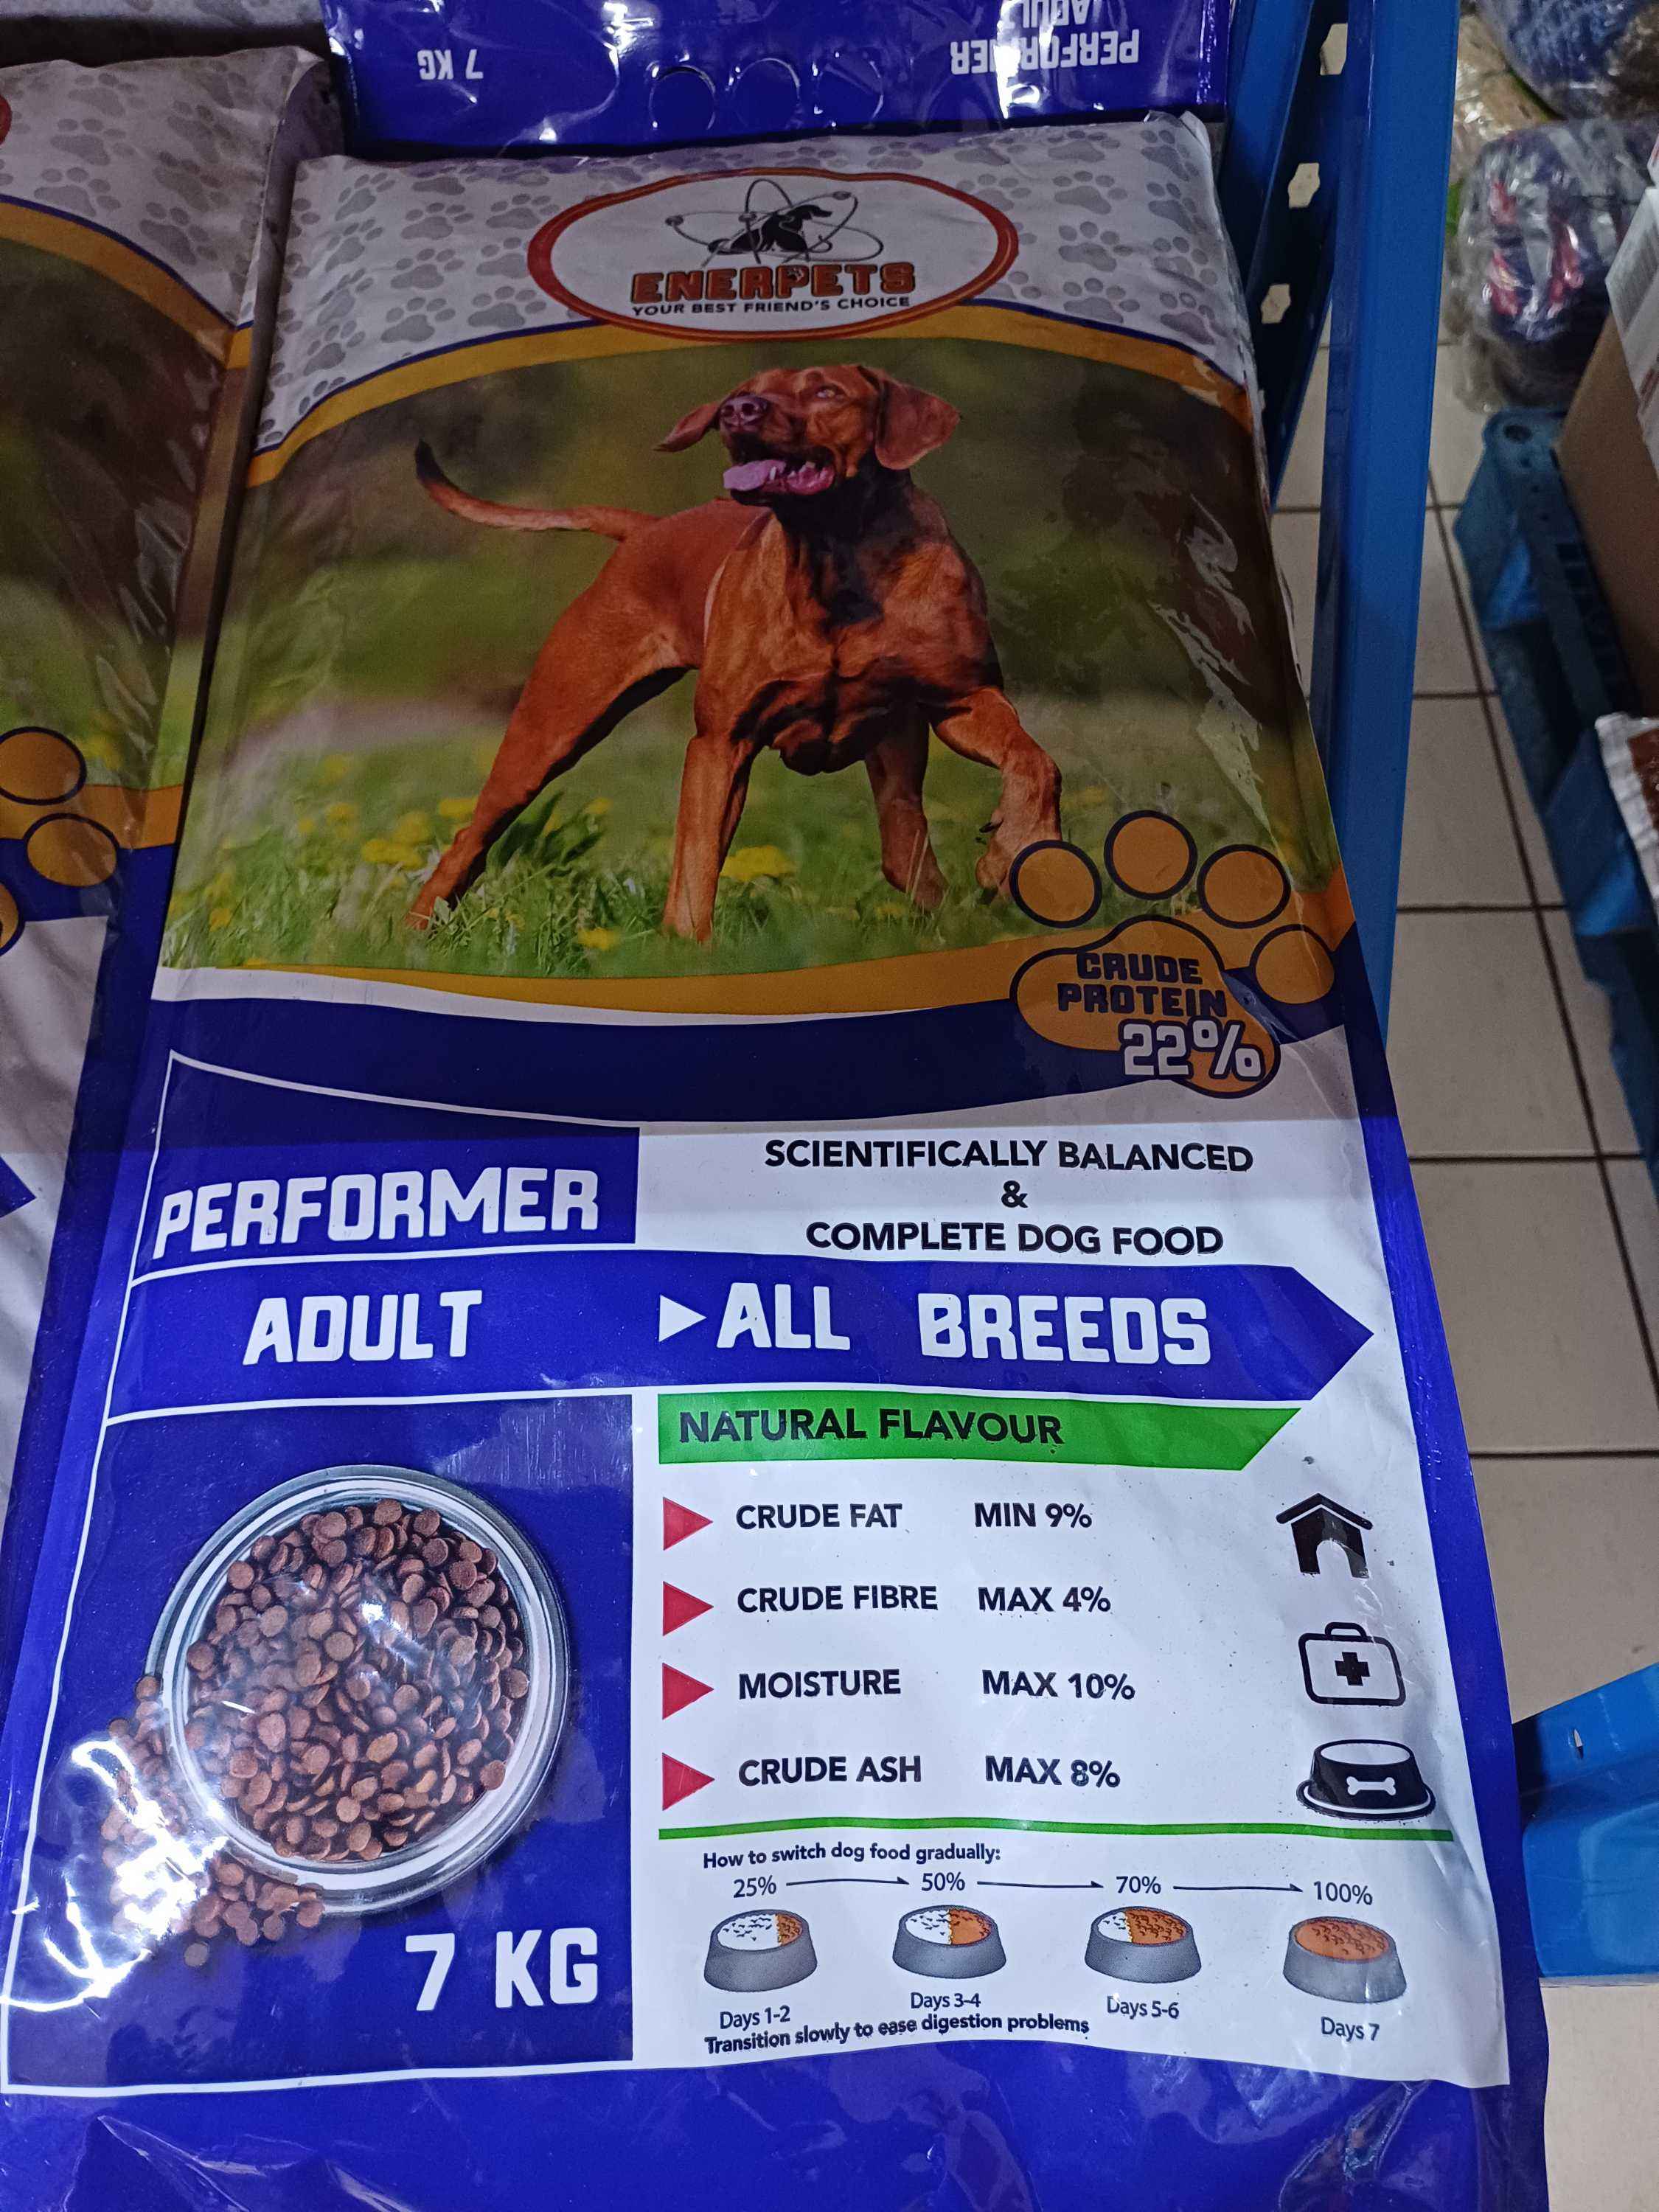 PERFORMER
ADULT
7 KG
ENERPETS
YOUR BEST FRIEND'S CHOICE
CRUDE
PROTEIN
22%
SCIENTIFICALLY BALANCED
&
COMPLETE DOG FOOD
PERFORMER
ADULT ALL BREEDS
NATURAL FLAVOUR
CRUDE FAT MIN 9%
CRUDE FIBRE MAX 4%
MOISTURE MAX 10%
CRUDE ASH MAX 8%
How to switch dog food gradually:
25% 50% 70% 100%
Days 1-2 Days 3-4 Days 5-6 Days 7
Transition slowly to ease digestion problems
7 KG